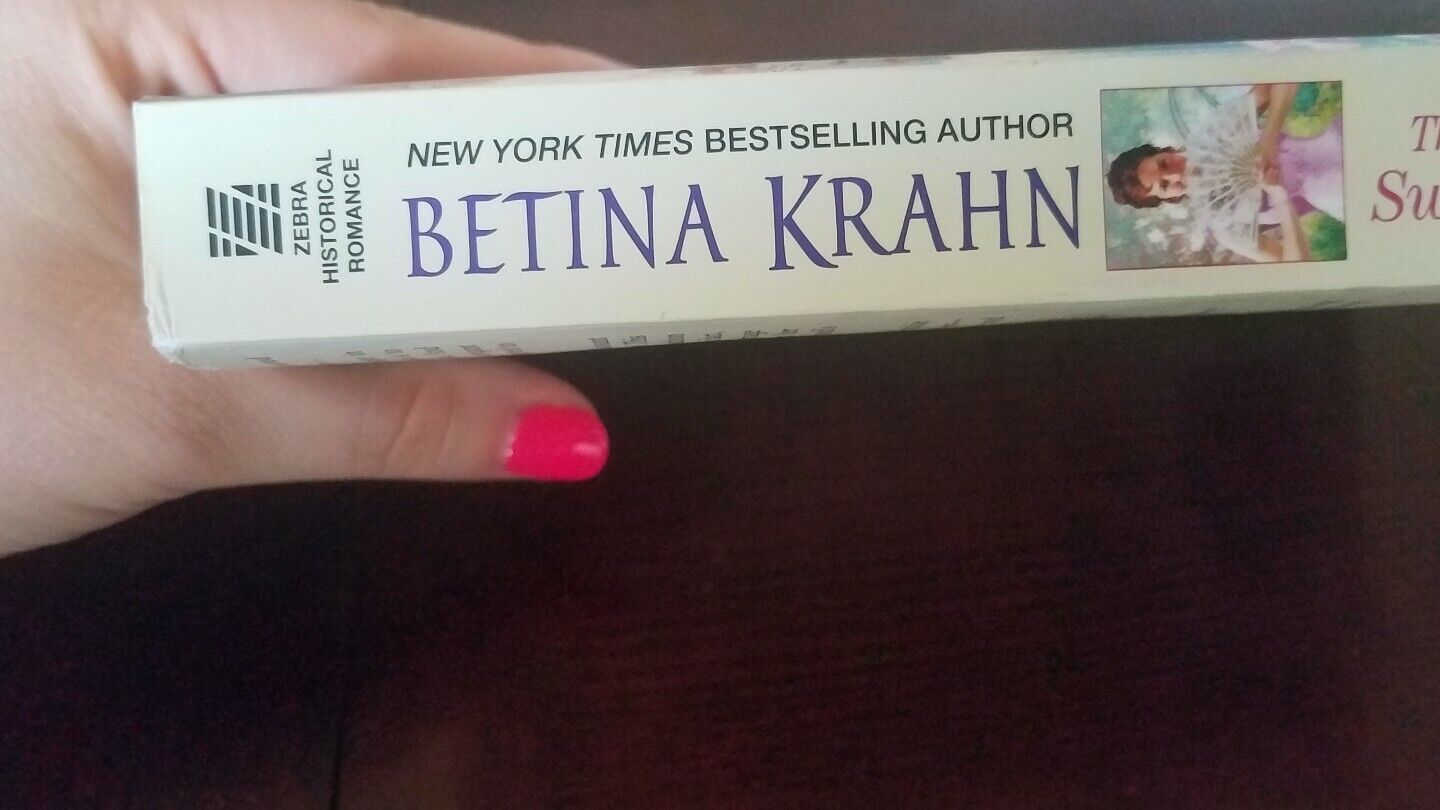 ZEBRA
HISTORICAL
ROMANCE
NEW YORK TIMES BESTSELLING AUTHOR
BETINA KRAHN